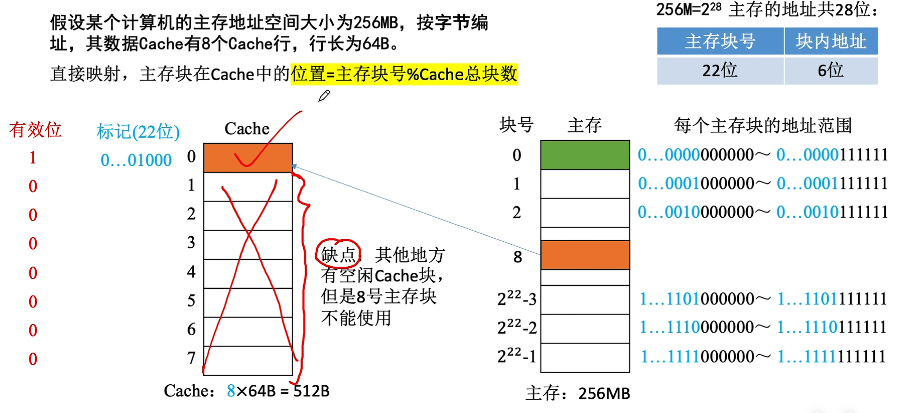 假设某个计算机的主存地址空间大小为256MB，按字节编
址，其数据Cache有8个Cache行，行长为64B。
直接映射，主存块在Cache中的位置=主存块号%Cache总块数
256M=2²⁸ 主存的地址共28位：
主存块号 块内地址
22位 6位
有效位 标记(22位) Cache
1 0…01000 0
0 1
0 2
0 3
0 4
0 5
0 6
0 7
Cache：8×64B = 512B
缺点：其他地方
有空闲Cache块，
但是8号主存块
不能使用
块号 主存 每个主存块的地址范围
0 0…0000000000～0…0000111111
1 0…0001000000～0…0001111111
2 0…0010000000～0…0010111111
8
2²²-3 1…1101000000～1…1101111111
2²²-2 1…1110000000～1…1110111111
2²²-1 1…1111000000～1…1111111111
主存：256MB